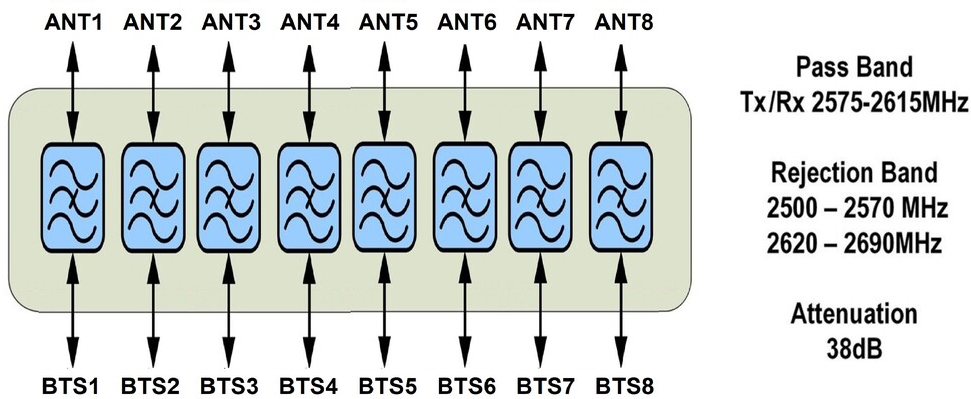 ANT1 ANT2 ANT3 ANT4 ANT5 ANT6 ANT7 ANT8
Pass Band
Tx/Rx 2575-2615MHz
Rejection Band
2500 – 2570 MHz
2620 – 2690MHz
Attenuation
38dB
BTS1 BTS2 BTS3 BTS4 BTS5 BTS6 BTS7 BTS8